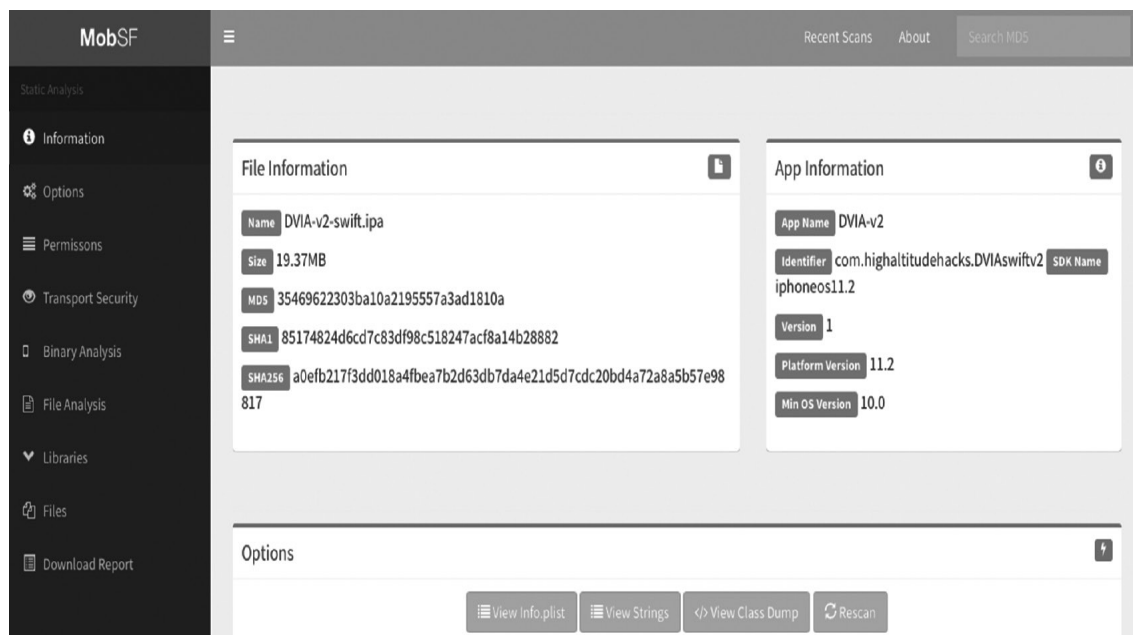 MobSF
Recent Scans About Search MD5
Static Analysis
Information
Options
Permissons
Transport Security
Binary Analysis
File Analysis
Libraries
Files
Download Report
File Information
Name DVIA-v2-swift.ipa
Size 19.37MB
MD5 35469622303ba10a2195557a3ad1810a
SHA1 85174824d6cd7c83df98c518247acf8a14b28882
SHA256 a0efb217f3dd018a4fbea7b2d63db7da4e21d5d7cdc20bd4a72a8a5b57e98
817
App Information
App Name DVIA-v2
Identifier com.highaltitudehacks.DVIAswiftv2 SDK Name
iphoneos11.2
Version 1
Platform Version 11.2
Min OS Version 10.0
Options
View Info.plist View Strings </> View Class Dump Rescan